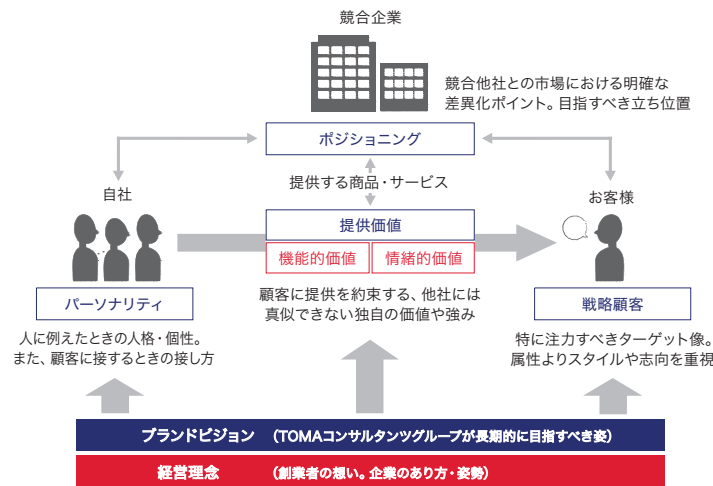 競合企業
競合他社との市場における明確な
差異化ポイント。目指すべき立ち位置
ポジショニング
提供する商品・サービス
自社
お客様
提供価値
機能的価値
情緒的価値
パーソナリティ
戦略顧客
顧客に提供を約束する、他社には
真似できない独自の価値や強み
人に例えたときの人格・個性。
また、顧客に接するときの接し方
特に注力すべきターゲット像。
属性よりスタイルや志向を重視
ブランドビジョン （TOMAコンサルタンツグループが長期的に目指すべき姿）
経営理念 （創業者の想い。企業のあり方・姿勢）